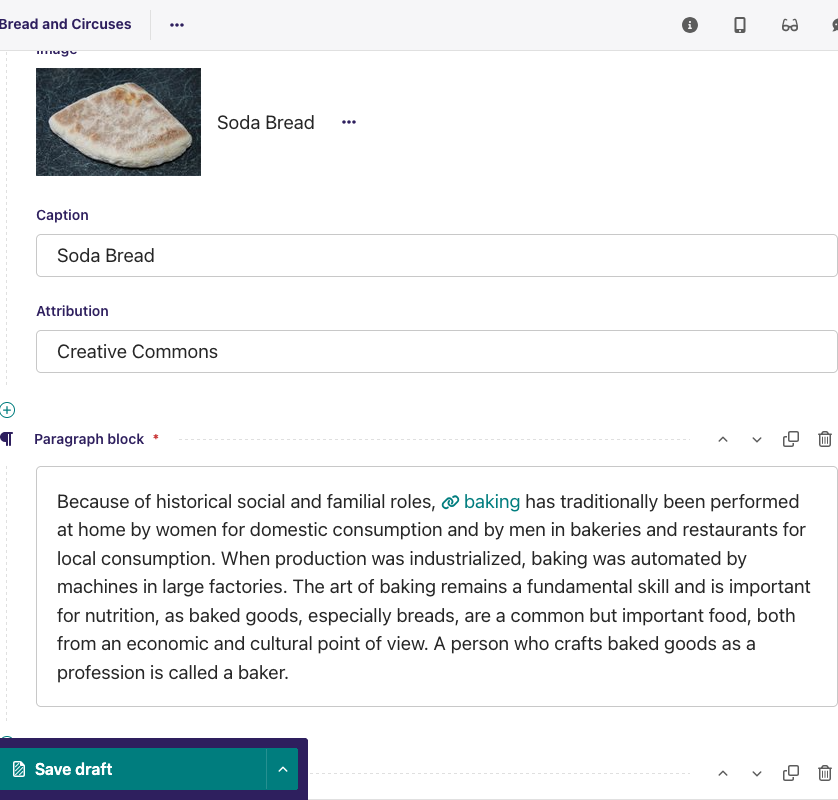 Bread and Circuses
Image
Soda Bread
Caption
Soda Bread
Attribution
Creative Commons
Paragraph block *
Because of historical social and familial roles, baking has traditionally been performed
at home by women for domestic consumption and by men in bakeries and restaurants for
local consumption. When production was industrialized, baking was automated by
machines in large factories. The art of baking remains a fundamental skill and is important
for nutrition, as baked goods, especially breads, are a common but important food, both
from an economic and cultural point of view. A person who crafts baked goods as a
profession is called a baker.
Save draft